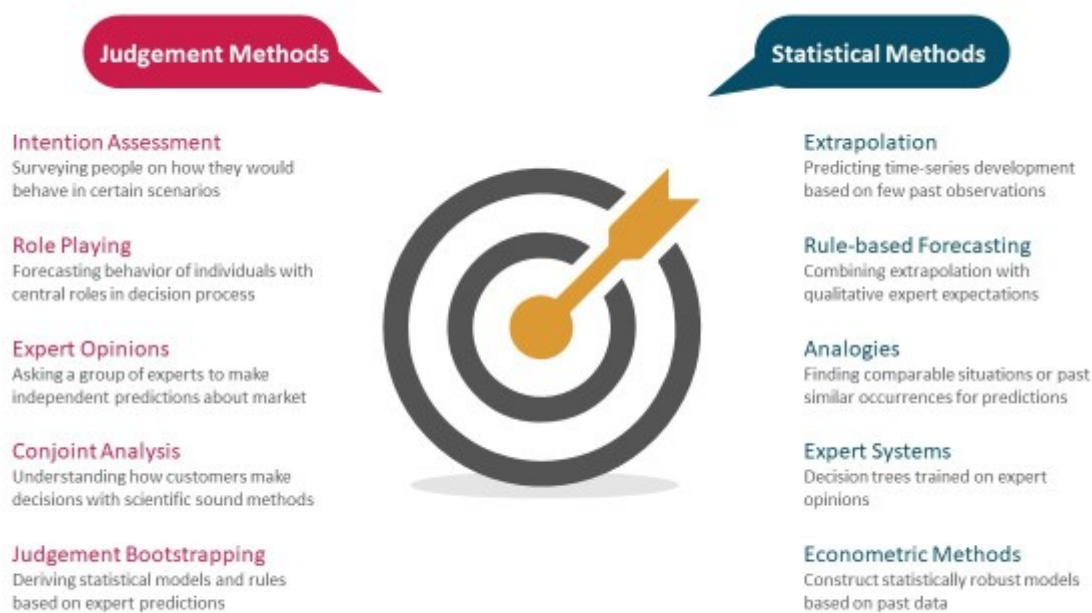 Judgement Methods
Intention Assessment
Surveying people on how they would
behave in certain scenarios
Role Playing
Forecasting behavior of individuals with
central roles in decision process
Expert Opinions
Asking a group of experts to make
independent predictions about market
Conjoint Analysis
Understanding how customers make
decisions with scientific sound methods
Judgement Bootstrapping
Deriving statistical models and rules
based on expert predictions
Statistical Methods
Extrapolation
Predicting time-series development
based on few past observations
Rule-based Forecasting
Combining extrapolation with
qualitative expert expectations
Analogies
Finding comparable situations or past
similar occurrences for predictions
Expert Systems
Decision trees trained on expert
opinions
Econometric Methods
Construct statistically robust models
based on past data